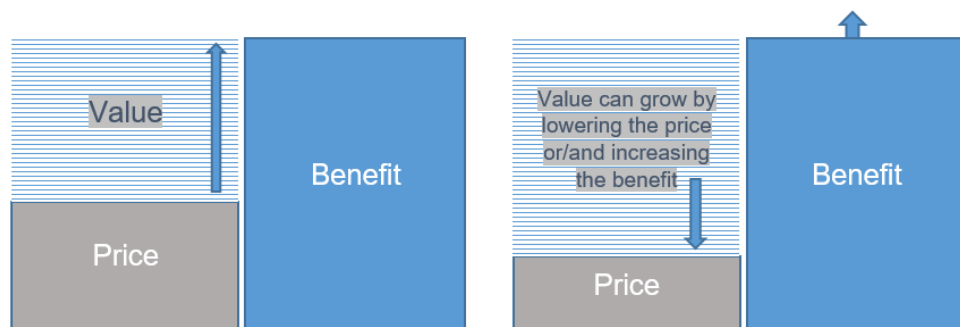 Value
Benefit
Price
Value can grow by
lowering the price
or/and increasing
the benefit
Benefit
Price